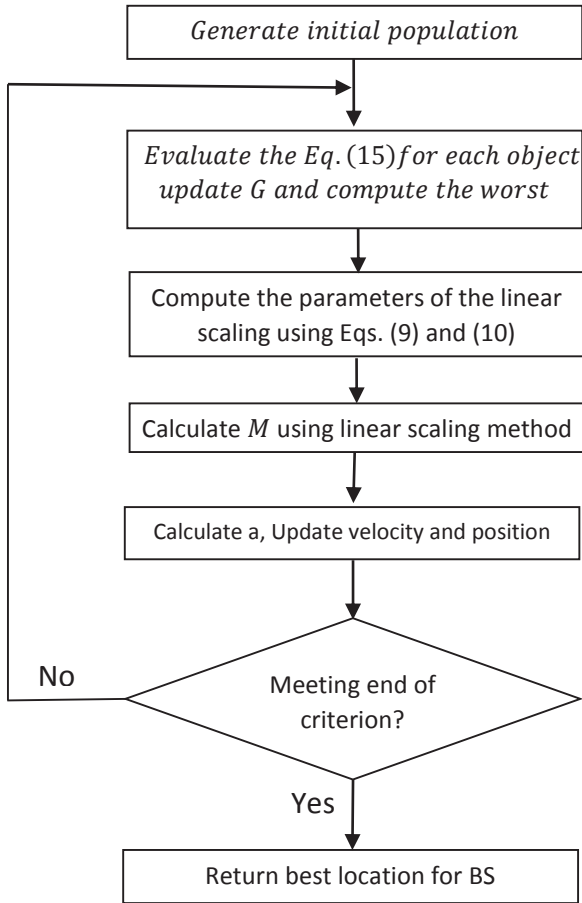 Generate initial population
Evaluate the Eq. (15)for each object
update G and compute the worst
Compute the parameters of the linear
scaling using Eqs. (9) and (10)
Calculate M using linear scaling method
Calculate a, Update velocity and position
No
Meeting end of
criterion?
Yes
Return best location for BS